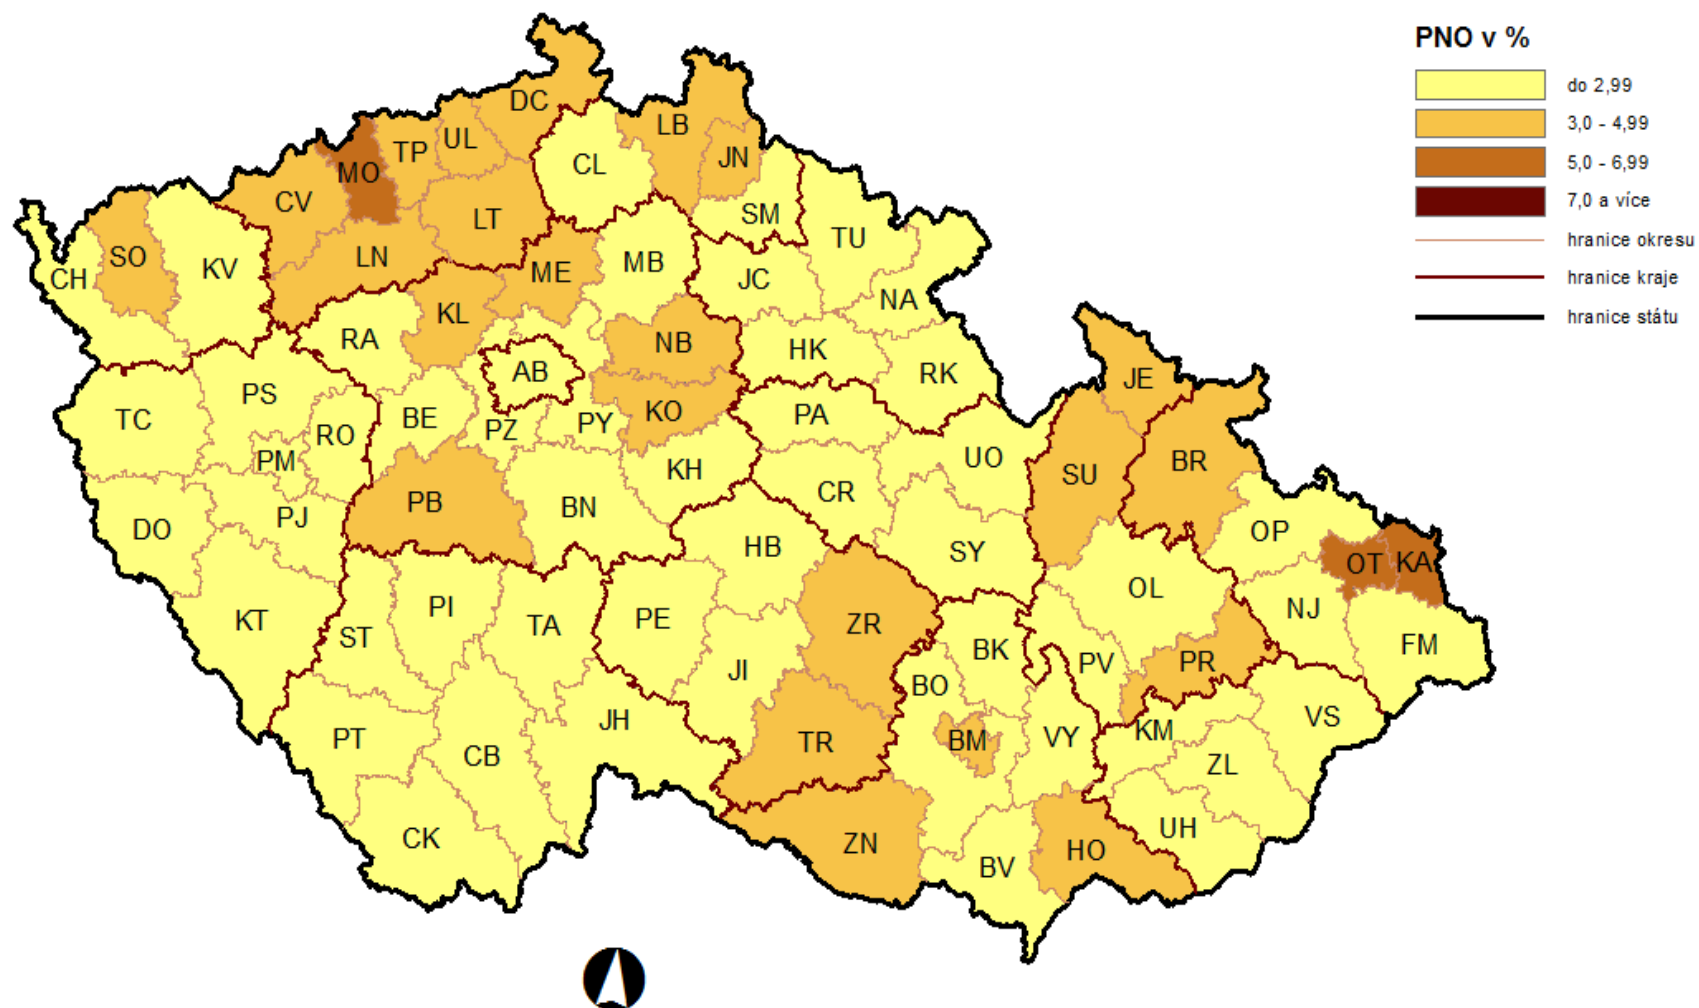 PNO v %
do 2,99
3,0 - 4,99
5,0 - 6,99
7,0 a více
hranice okresu
hranice kraje
hranice státu
DC
LB
UL
TP
JN
CL
MO
CV
LT
SM
TU
SO
LN
KV
CH
ME
MB
JC
NA
KL
RA
NB
HK
AB
RK
JE
PS
TC
BE
KO
PA
RO
PZ
PY
PM
UO
BR
SU
KH
CR
PB
BN
PJ
DO
OP
HB
SY
OT
KA
OL
PI
NJ
KT
ST
TA
PE
ZR
BK
FM
PV
PR
JI
BO
VS
JH
PT
KM
CB
TR
BM
VY
ZL
UH
CK
ZN
HO
BV